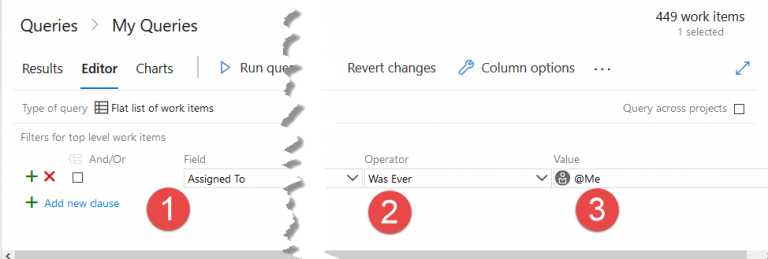 Queries > My Queries
449 work items
1 selected
Results Editor Charts Run quer Revert changes Column options ...
Type of query Flat list of work items Query across projects
Filters for top level work items
And/Or Field Operator Value
Assigned To Was Ever @Me
Add new clause
1 2 3